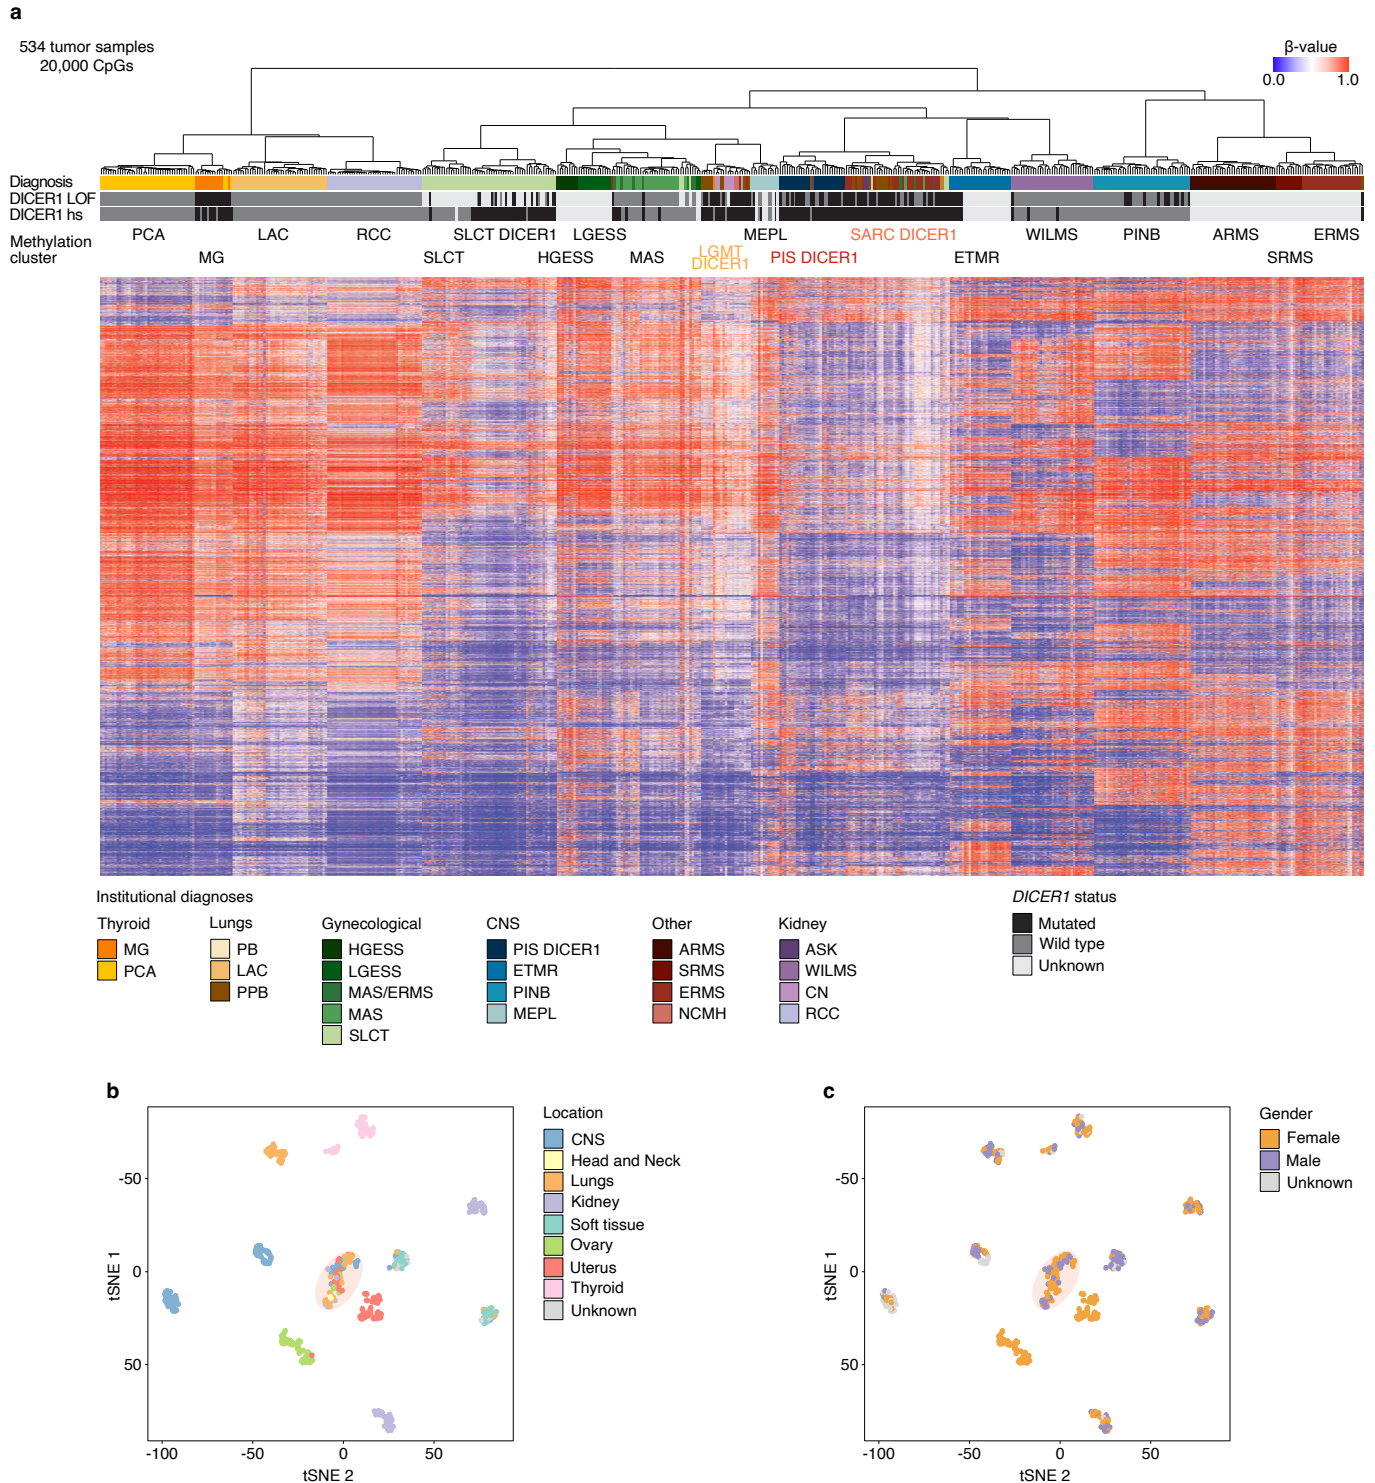 a
534 tumor samples
20,000 CpGs
β-value
0.0 1.0
Diagnosis
DICER1 LOF
DICER1 hs
Methylation
cluster
PCA LAC RCC SLCT DICER1 LGESS MEPL SARC DICER1 WILMS PINB ARMS ERMS
MG SLCT HGESS MAS LGMT DICER1 PIS DICER1 ETMR SRMS
Institutional diagnoses
Thyroid
MG
PCA
Lungs
PB
LAC
PPB
Gynecological
HGESS
LGESS
MAS/ERMS
MAS
SLCT
CNS
PIS DICER1
ETMR
PINB
MEPL
Other
ARMS
SRMS
ERMS
NCMH
Kidney
ASK
WILMS
CN
RCC
DICER1 status
Mutated
Wild type
Unknown
b
tSNE 1
-50
0
50
-100 -50 0 50
tSNE 2
Location
CNS
Head and Neck
Lungs
Kidney
Soft tissue
Ovary
Uterus
Thyroid
Unknown
c
tSNE 1
-50
0
50
-100 -50 0 50
tSNE 2
Gender
Female
Male
Unknown